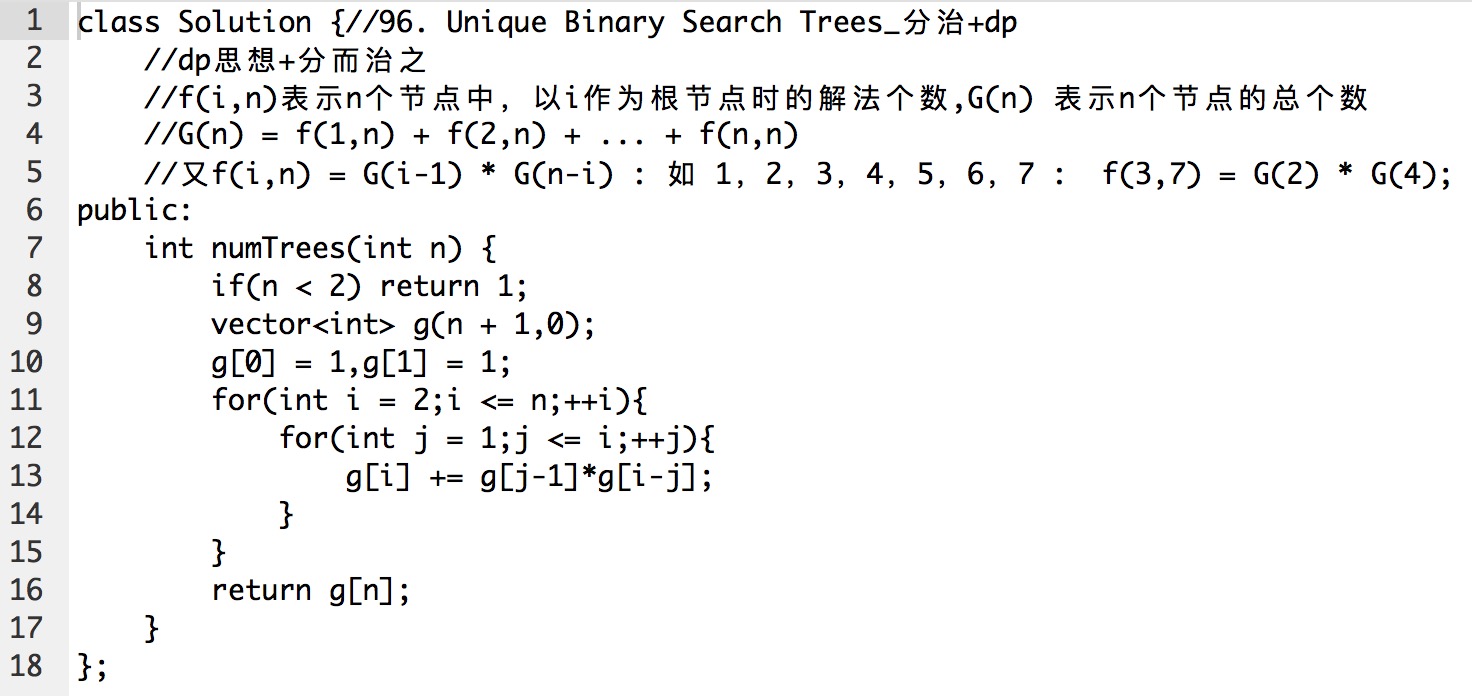 1 class Solution {//96. Unique Binary Search Trees_分治+dp
2     //dp思想+分而治之
3     //f(i,n)表示n个节点中, 以i作为根节点时的解法个数,G(n) 表示n个节点的总个数
4     //G(n) = f(1,n) + f(2,n) + ... + f(n,n)
5     //又f(i,n) = G(i-1) * G(n-i) : 如 1, 2, 3, 4, 5, 6, 7 :  f(3,7) = G(2) * G(4);
6 public:
7     int numTrees(int n) {
8         if(n < 2) return 1;
9         vector<int> g(n + 1,0);
10         g[0] = 1,g[1] = 1;
11         for(int i = 2;i <= n;++i){
12             for(int j = 1;j <= i;++j){
13                 g[i] += g[j-1]*g[i-j];
14             }
15         }
16         return g[n];
17     }
18 };